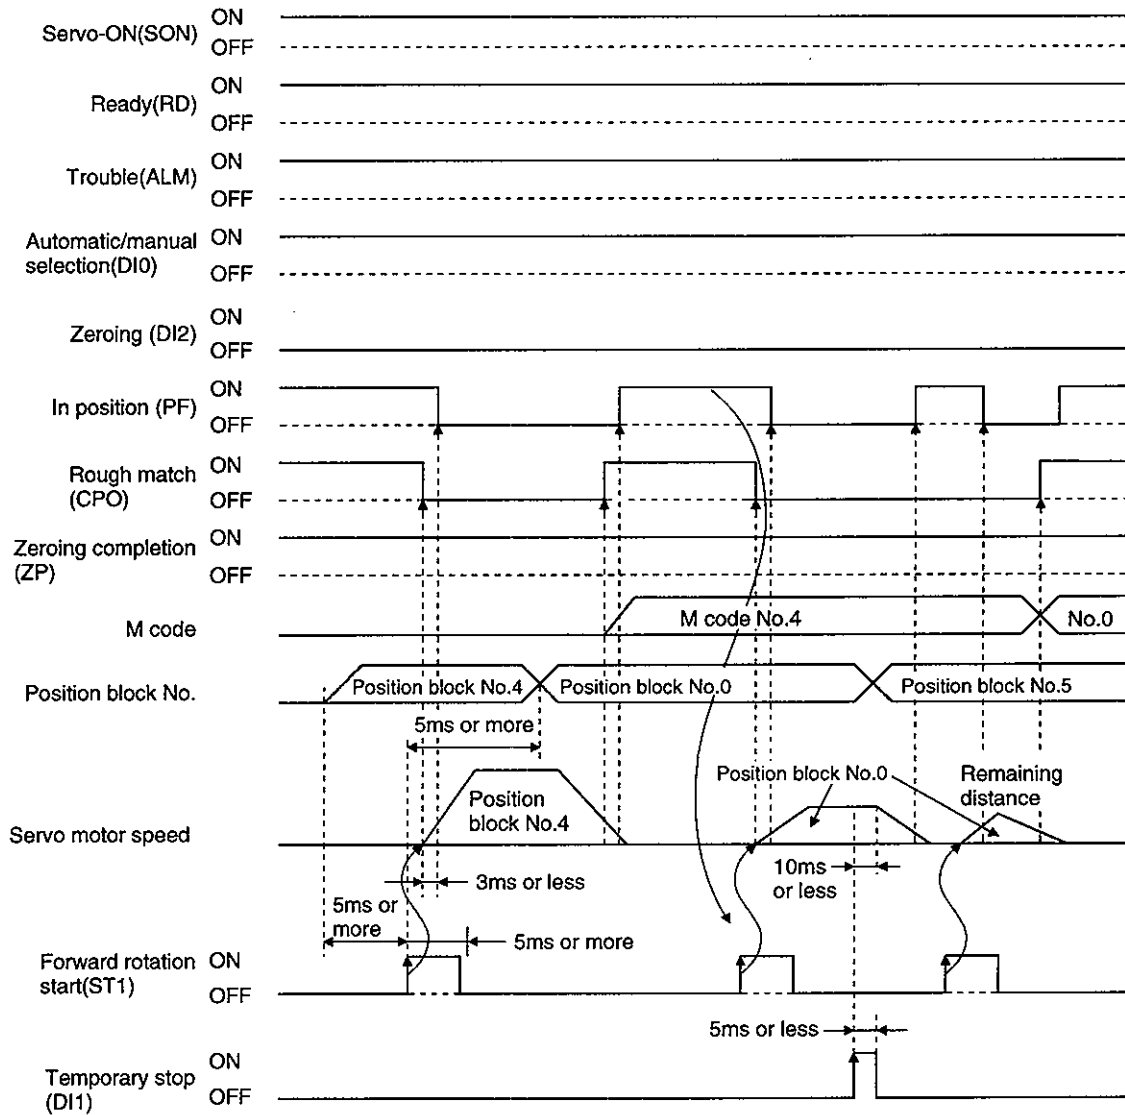 Servo-ON(SON)
ON
OFF
Ready(RD)
ON
OFF
Trouble(ALM)
ON
OFF
Automatic/manual
selection(DI0)
ON
OFF
Zeroing (DI2)
ON
OFF
In position (PF)
ON
OFF
Rough match
(CPO)
ON
OFF
Zeroing completion
(ZP)
ON
OFF
M code
M code No.4
No.0
Position block No.
Position block No.4
Position block No.0
Position block No.5
5ms or more
Servo motor speed
Position
block No.4
Position block No.0
Remaining
distance
3ms or less
10ms
or less
5ms or
more
5ms or more
Forward rotation
start(ST1)
ON
OFF
5ms or less
Temporary stop
(DI1)
ON
OFF